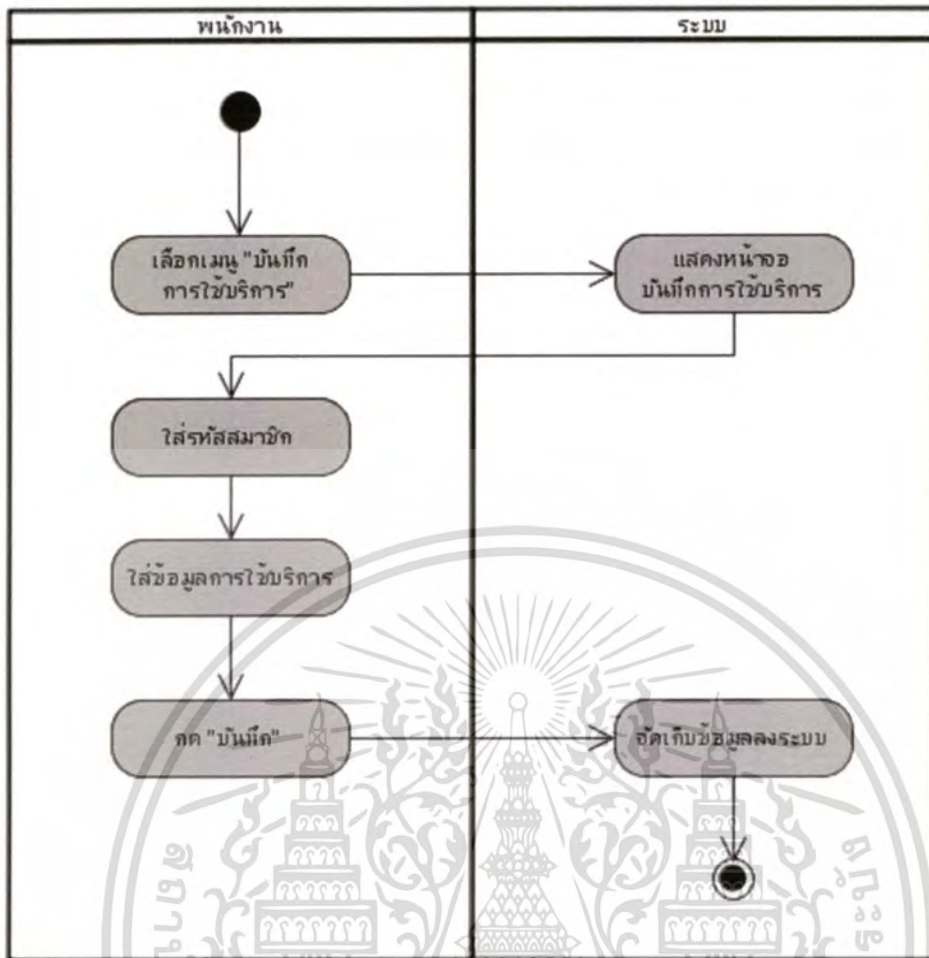 พนักงาน
ระบบ
เลือกเมนู "บันทึก
การใช้บริการ"
แสดงหน้าจอ
บันทึกการใช้บริการ
ใส่รหัสสมาชิก
ใส่ข้อมูลการใช้บริการ
กด "บันทึก"
จัดเก็บข้อมูลลงระบบ